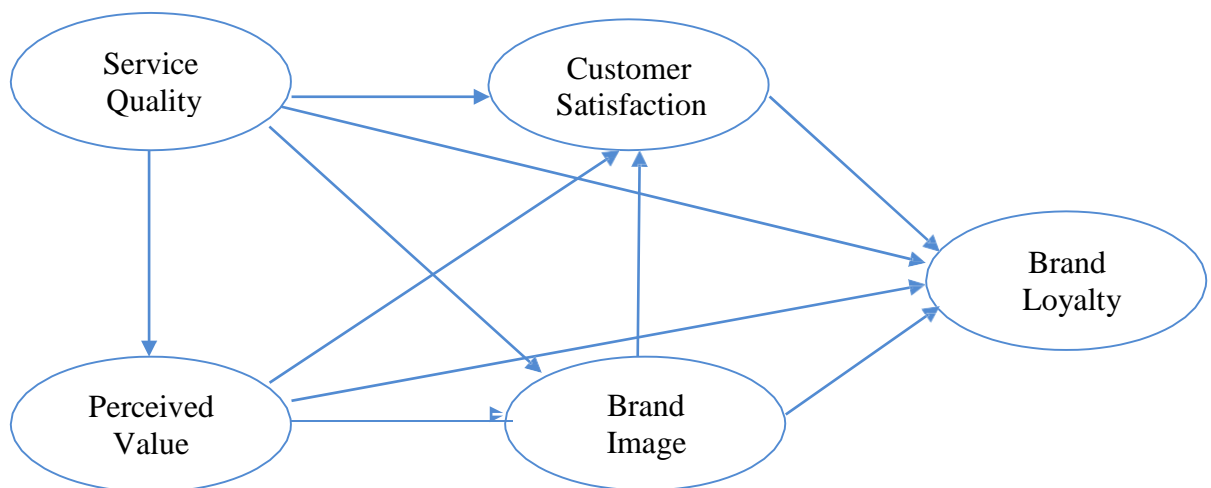 Service
Quality
Customer
Satisfaction
Brand
Loyalty
Perceived
Value
Brand
Image